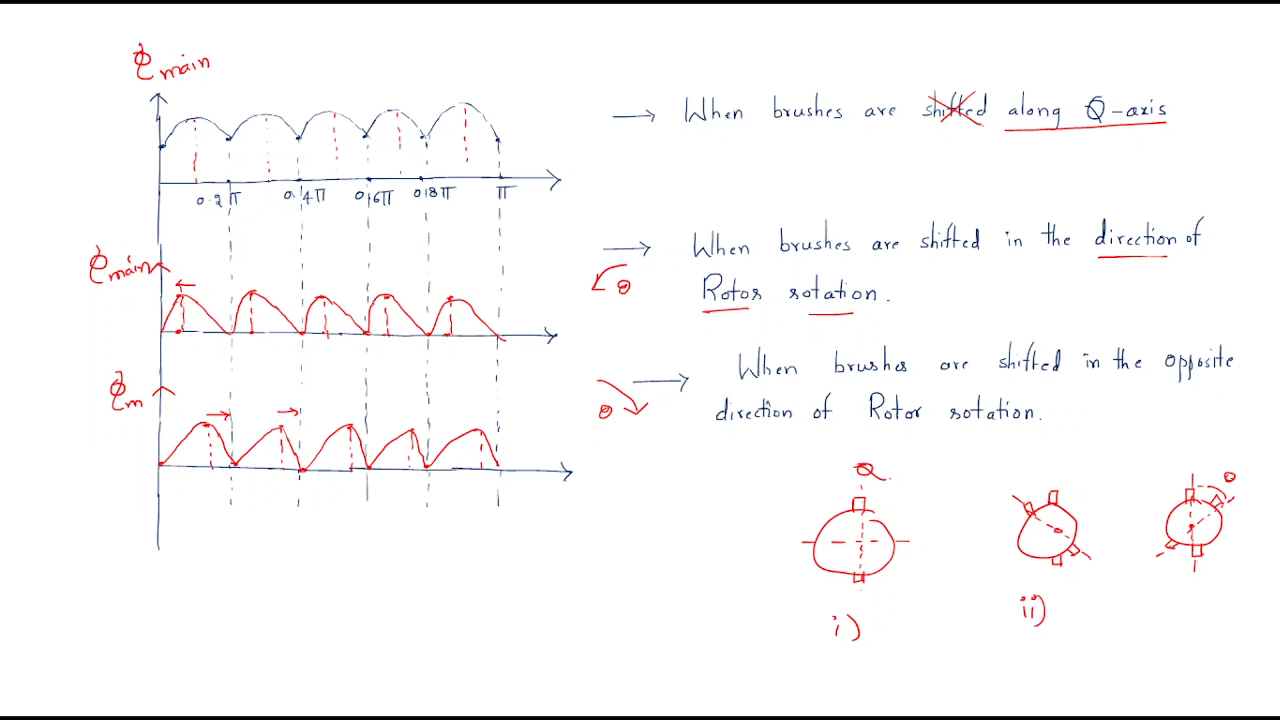 Φmain
→ When brushes are shifted along Q-axis
0.2π 0.4π 0.6π 0.8π π
Φmain
→ When brushes are shifted in the direction of
θ
Rotor rotation.
Φm
→ When brushes are shifted in the opposite
θ
direction of Rotor rotation.
Q
θ
i)
ii)